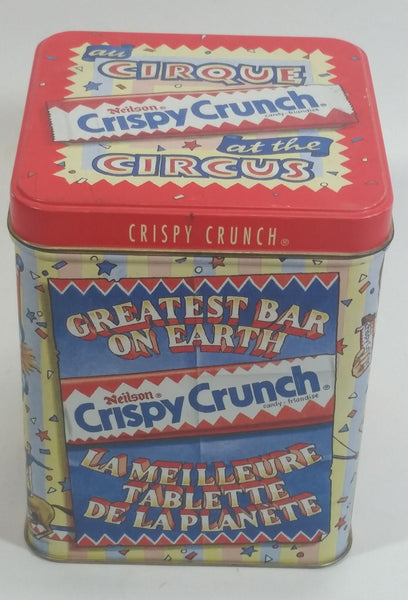 au
CIRQUE
Neilson®
Crispy Crunch®
candy - friandise
at the
CIRCUS
CRISPY CRUNCH®
GREATEST BAR
ON EARTH
Neilson®
Crispy Crunch®
candy - friandise
LA MEILLEURE
TABLETTE
DE LA PLANÈTE